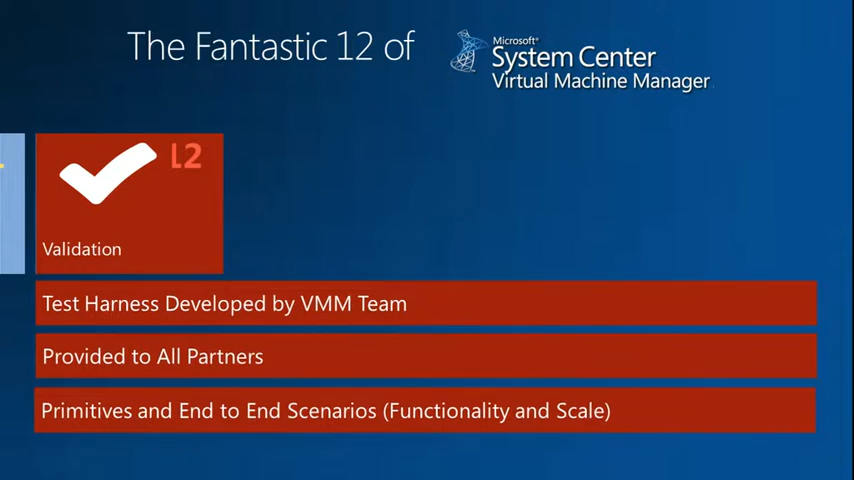 The Fantastic 12 of
Microsoft®
System Center
Virtual Machine Manager
12
Validation
Test Harness Developed by VMM Team
Provided to All Partners
Primitives and End to End Scenarios (Functionality and Scale)